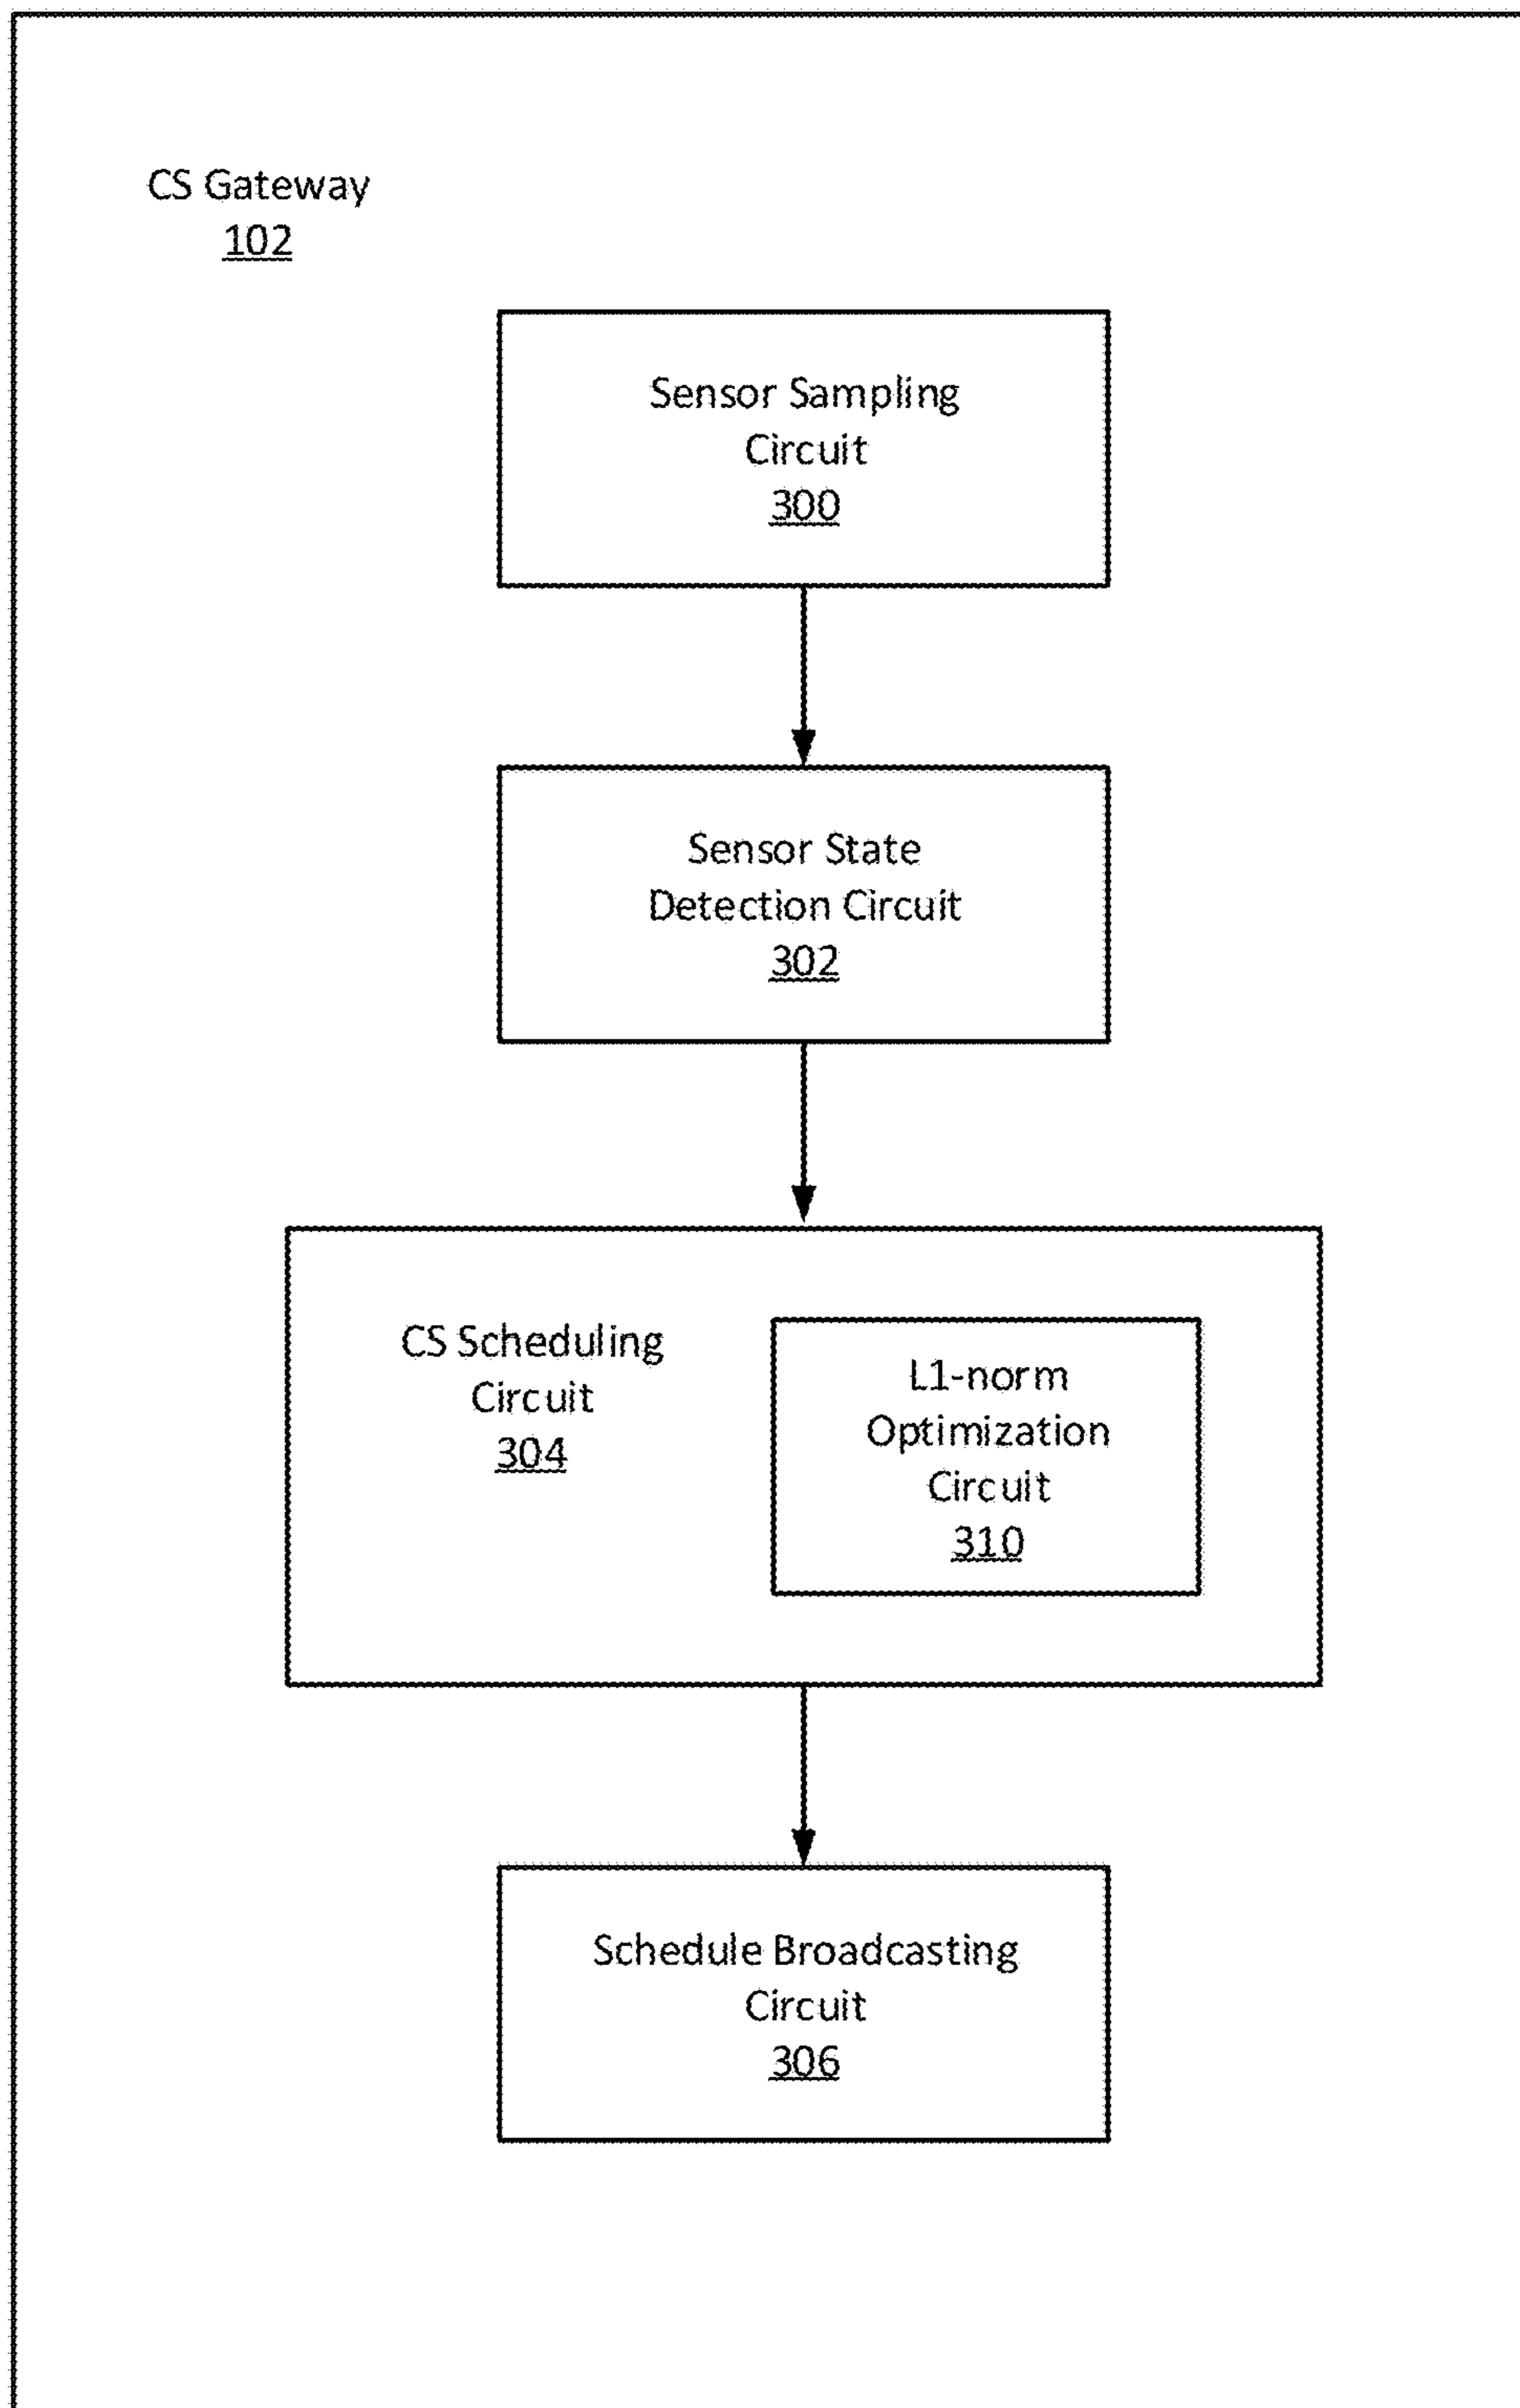 CS Gateway
102
Sensor Sampling
Circuit
300
Sensor State
Detection Circuit
302
CS Scheduling
Circuit
304
L1-norm
Optimization
Circuit
310
Schedule Broadcasting
Circuit
306